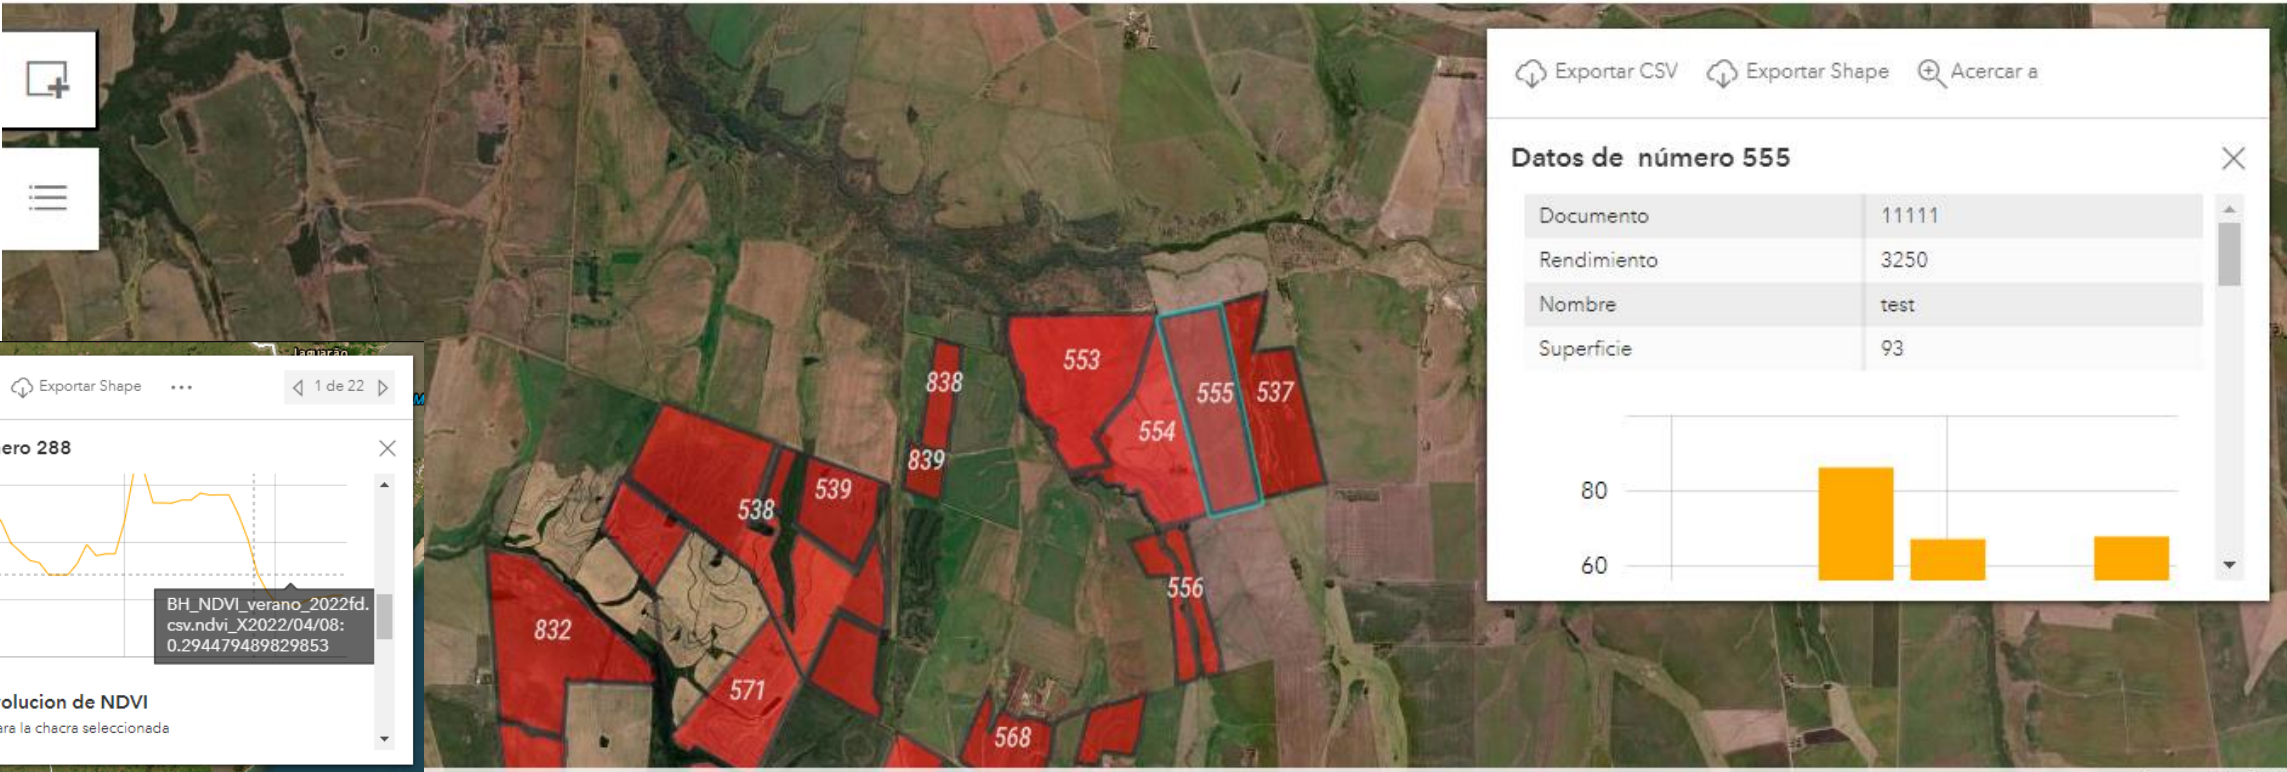 Exportar CSV Exportar Shape Acercar a
Datos de número 555
Documento 11111
Rendimiento 3250
Nombre test
Superficie 93
80
60
553
838
555
537
554
839
539
538
556
832
571
568
Jaguarão
Exportar Shape ... 1 de 22
ero 288
BH_NDVI_verano_2022fd.
csv.ndvi_X2022/04/08:
0.294479489829853
olucion de NDVI
ara la chacra seleccionada
M